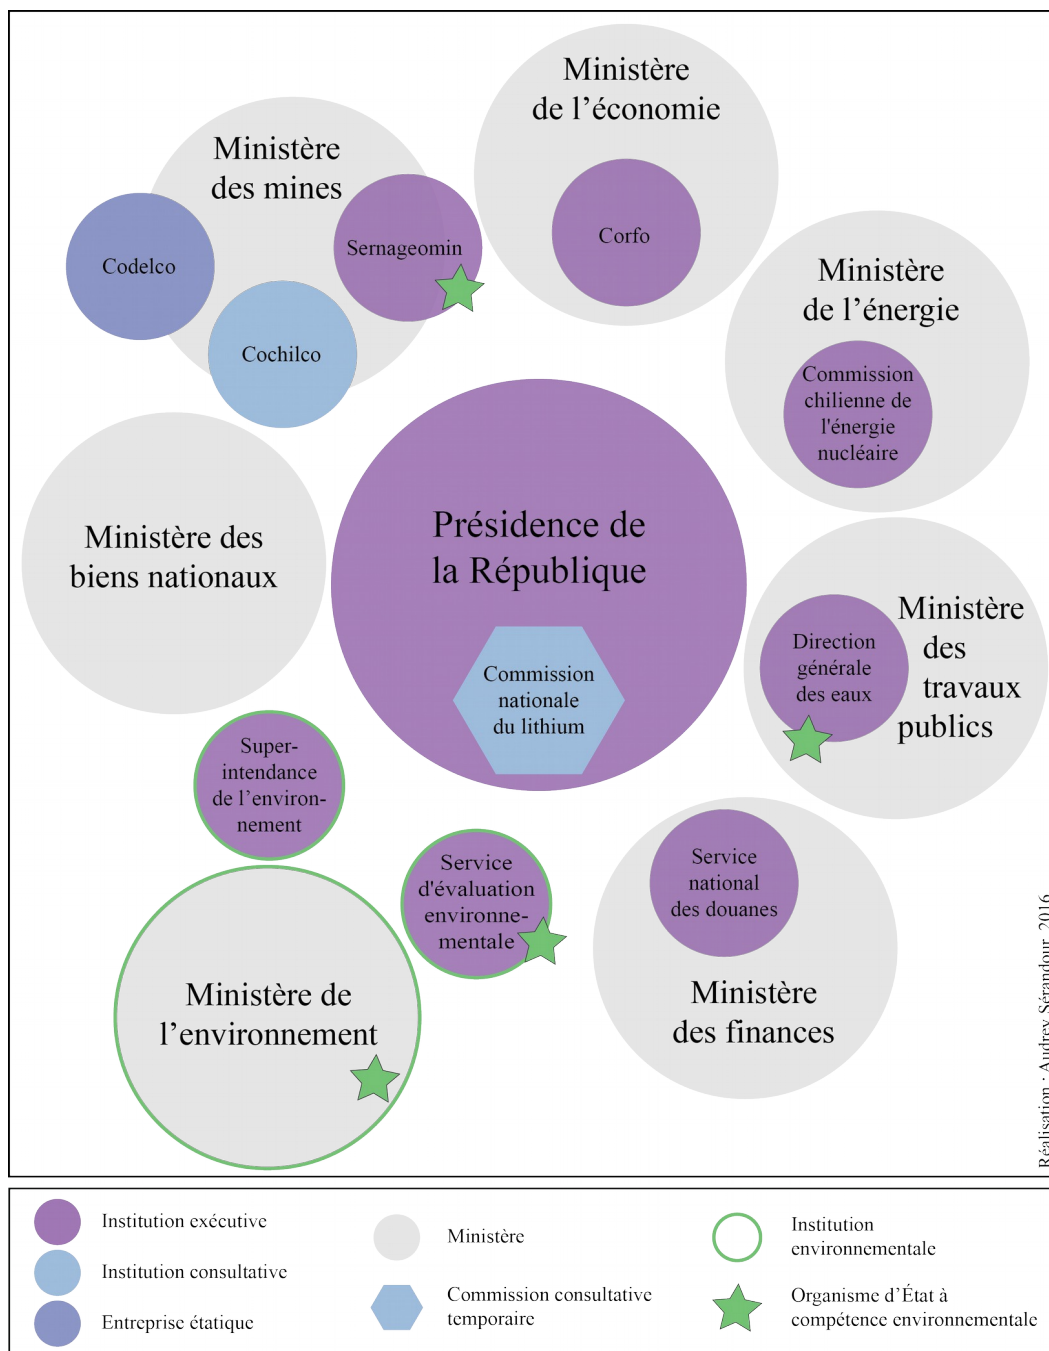 Ministère
de l’économie
Corfo
Ministère
des mines
Codelco
Sernageomin
Cochilco
Ministère
de l’énergie
Commission
chilienne de
l'énergie
nucléaire
Présidence de
la République
Commission
nationale
du lithium
Ministère des
biens nationaux
Direction
générale
des eaux
Ministère
des
travaux
publics
Super-
intendance
de l’environ-
nement
Service
d'évaluation
environne-
mentale
Service
national
des douanes
Ministère
des finances
Ministère de
l’environnement
Réalisation : Audrey Sérandour, 2016
Institution exécutive
Institution consultative
Entreprise étatique
Ministère
Commission consultative
temporaire
Institution
environnementale
Organisme d’État à
compétence environnementale